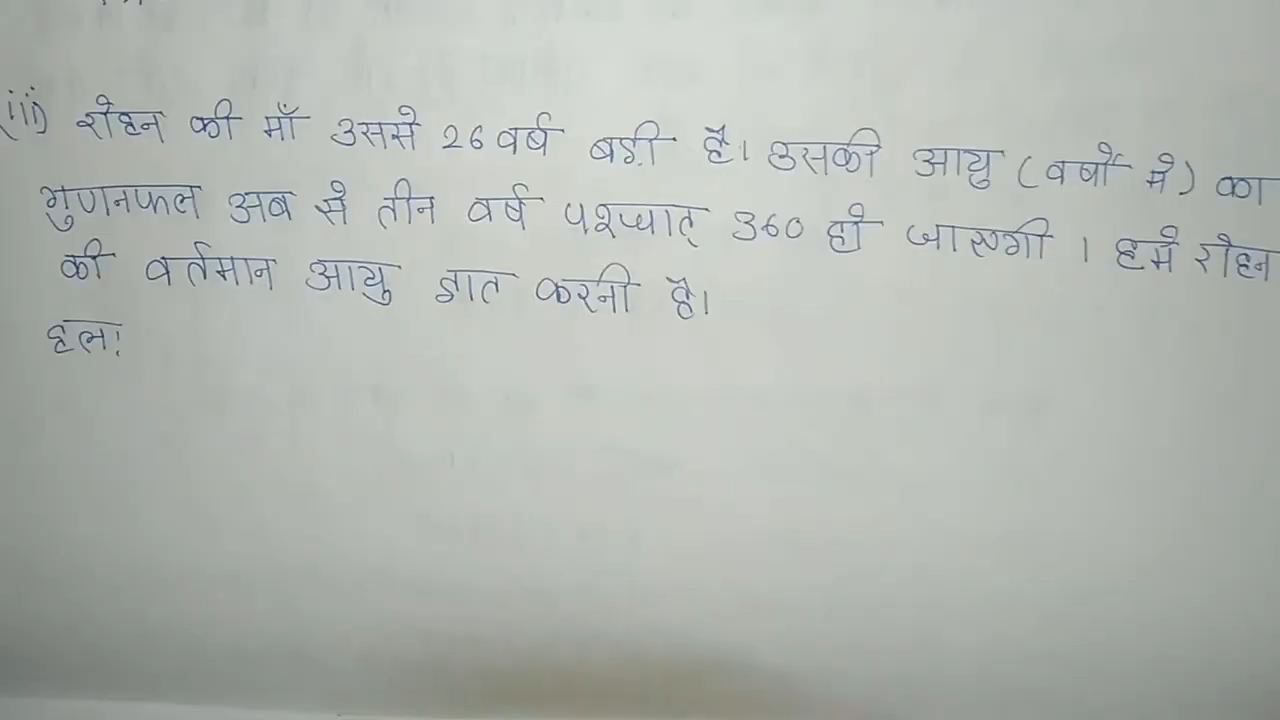 (iii) रोहन की माँ उससे 26 वर्ष बड़ी है। उसकी आयु (वर्षों में) का
गुणनफल अब से तीन वर्ष पश्चात् 360 हो जाएगी । हमें रोहन
की वर्तमान आयु ज्ञात करनी है।
हल: